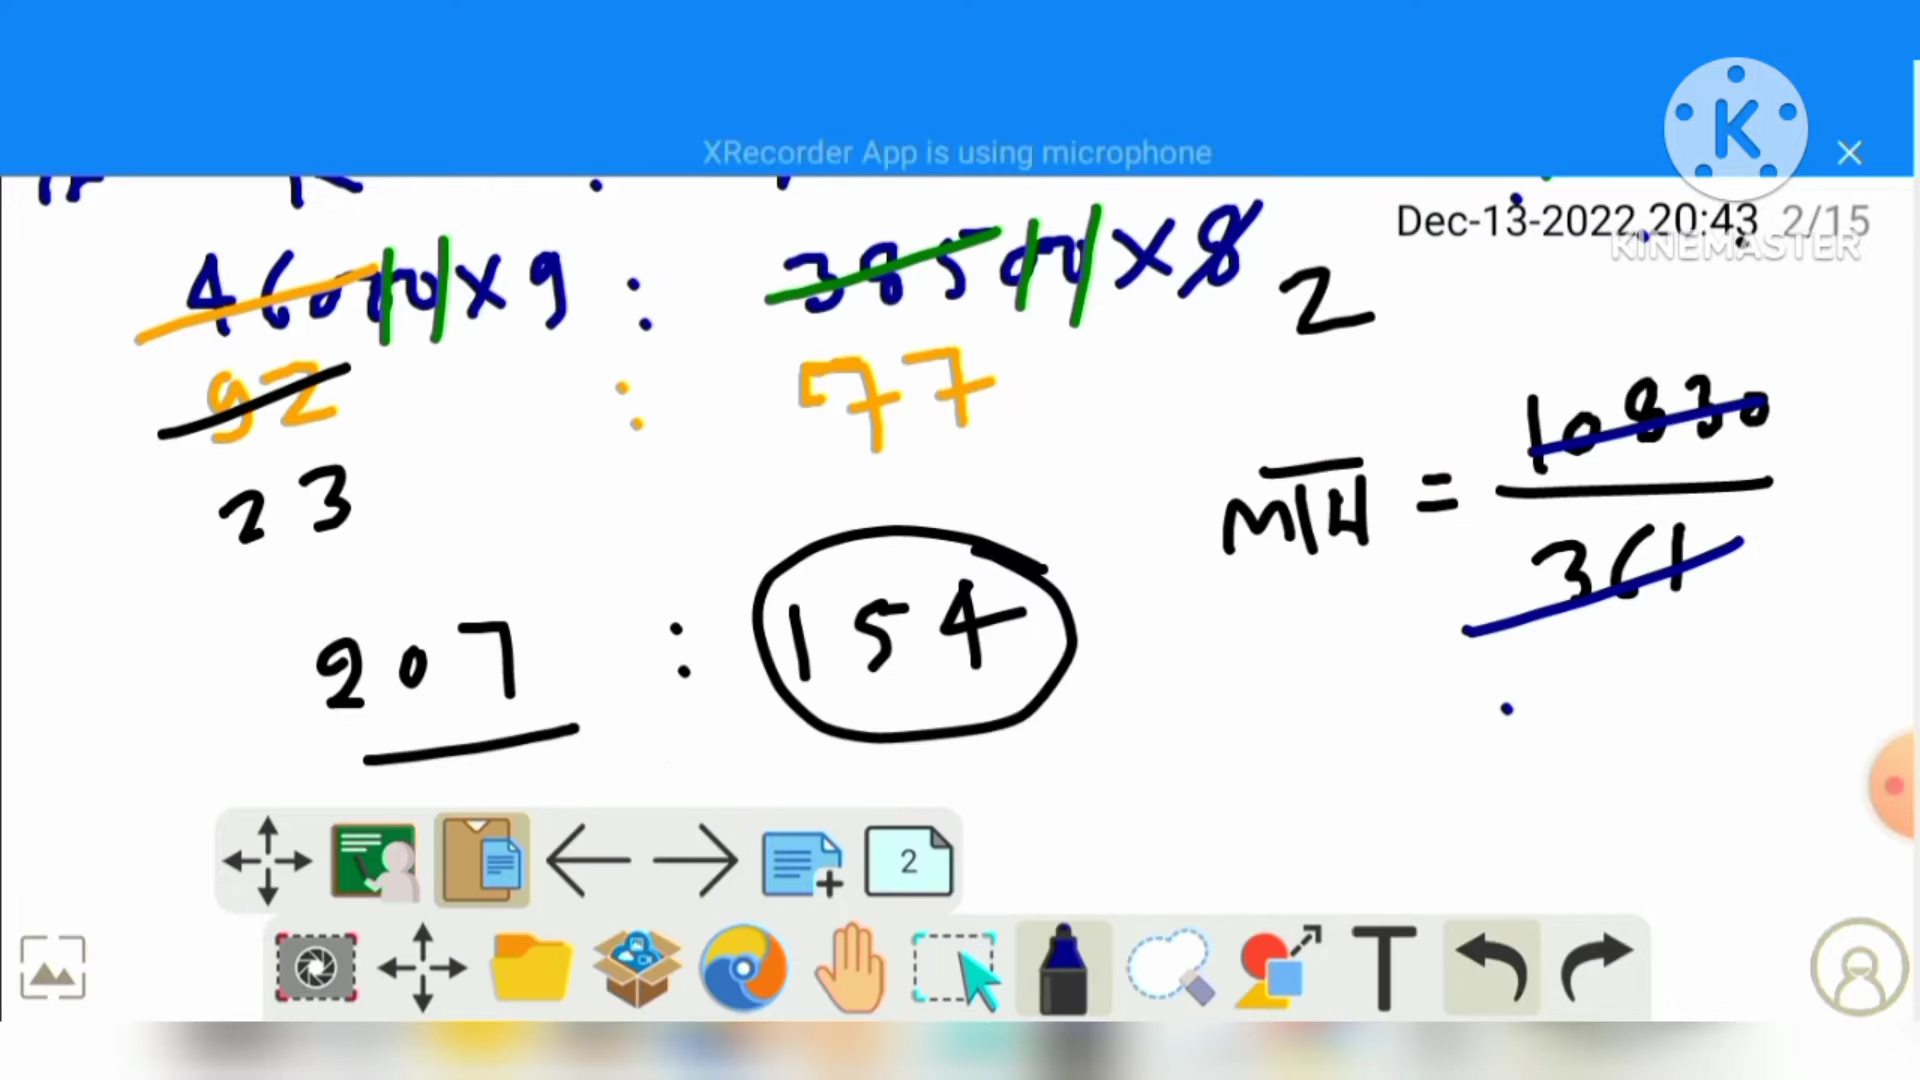 XRecorder App is using microphone
K
Dec-13-2022 20:43 2/15
KINEMASTER
46000 x 9 : 38500 x 8
2
92 : 77
23
10830
माल =
361
207 : 154
2
T